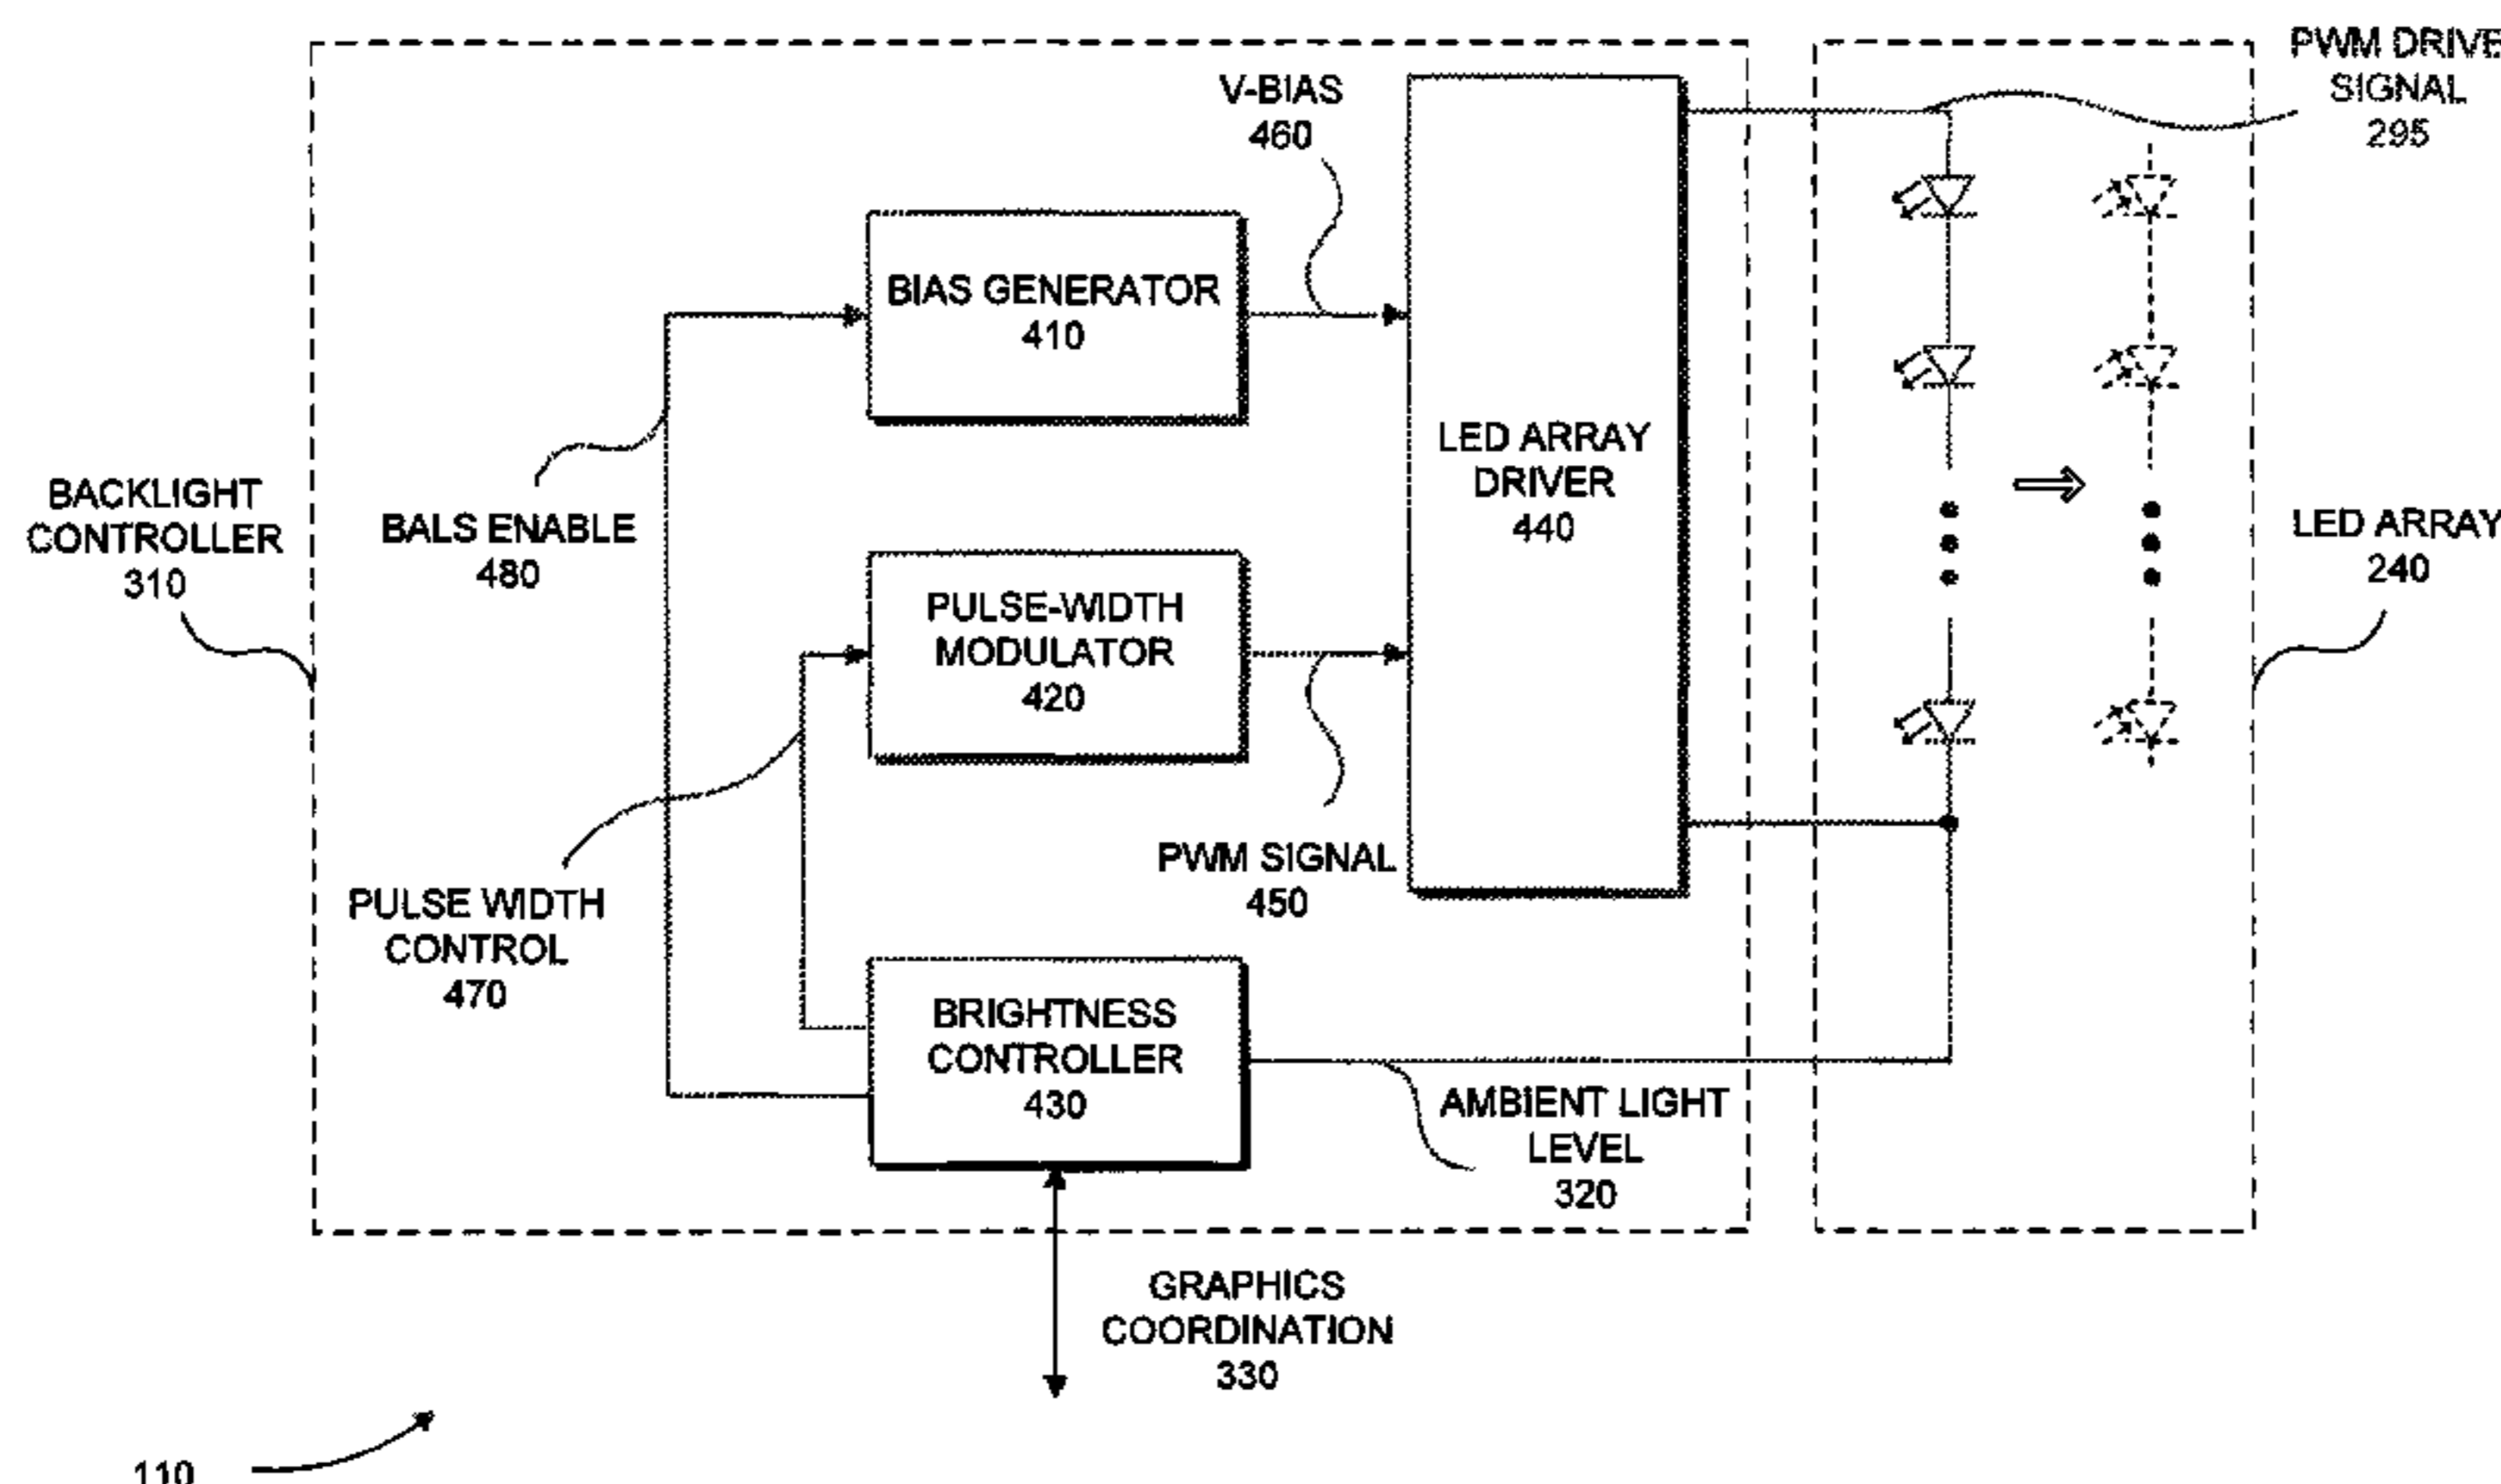 PWM DRIVE
SIGNAL
295
V-BIAS
460
BIAS GENERATOR
410
LED ARRAY
DRIVER
440
BACKLIGHT
CONTROLLER
310
BALS ENABLE
480
LED ARRAY
240
PULSE-WIDTH
MODULATOR
420
PWM SIGNAL
450
PULSE WIDTH
CONTROL
470
BRIGHTNESS
CONTROLLER
430
AMBIENT LIGHT
LEVEL
320
GRAPHICS
COORDINATION
330
110